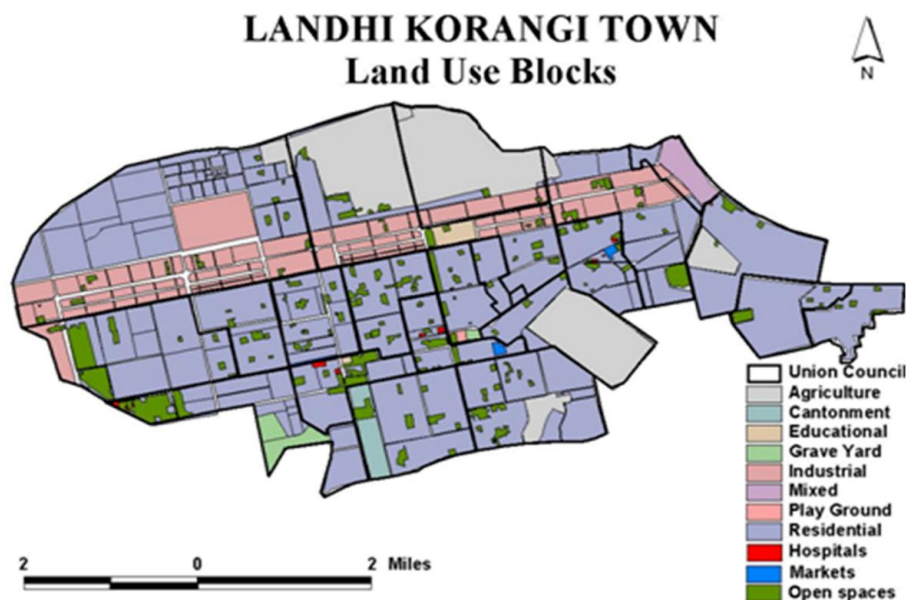 LANDHI KORANGI TOWN
Land Use Blocks
N
Union Council
Agriculture
Cantonment
Educational
Grave Yard
Industrial
Mixed
Play Ground
Residential
Hospitals
Markets
Open spaces
2 0 2 Miles